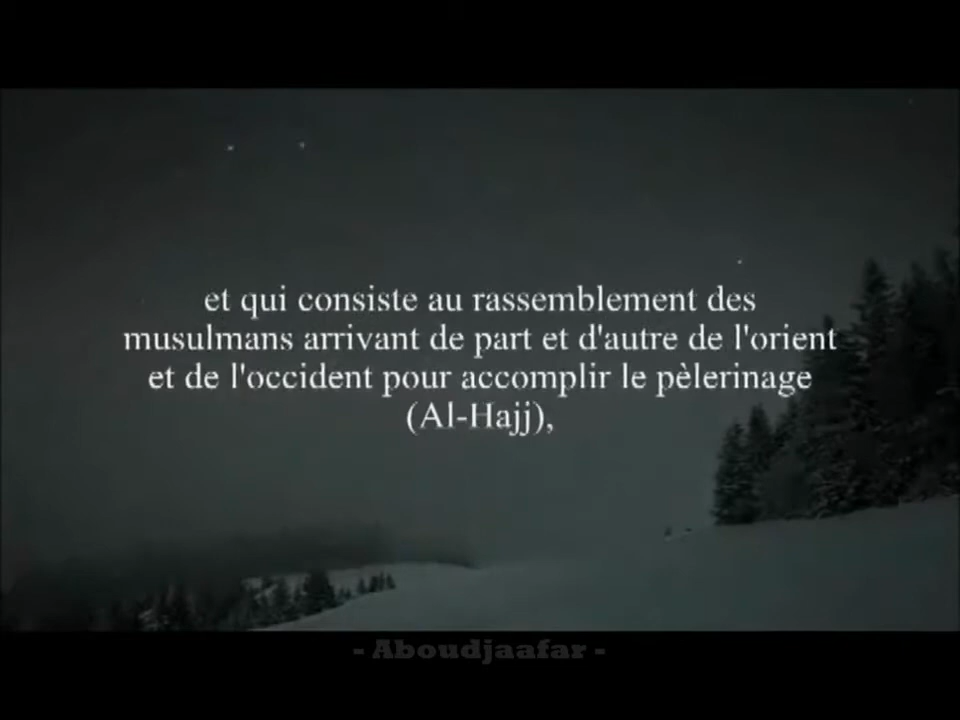 et qui consiste au rassemblement des
musulmans arrivant de part et d'autre de l'orient
et de l'occident pour accomplir le pèlerinage
(Al-Hajj),
- Aboudjaafar -